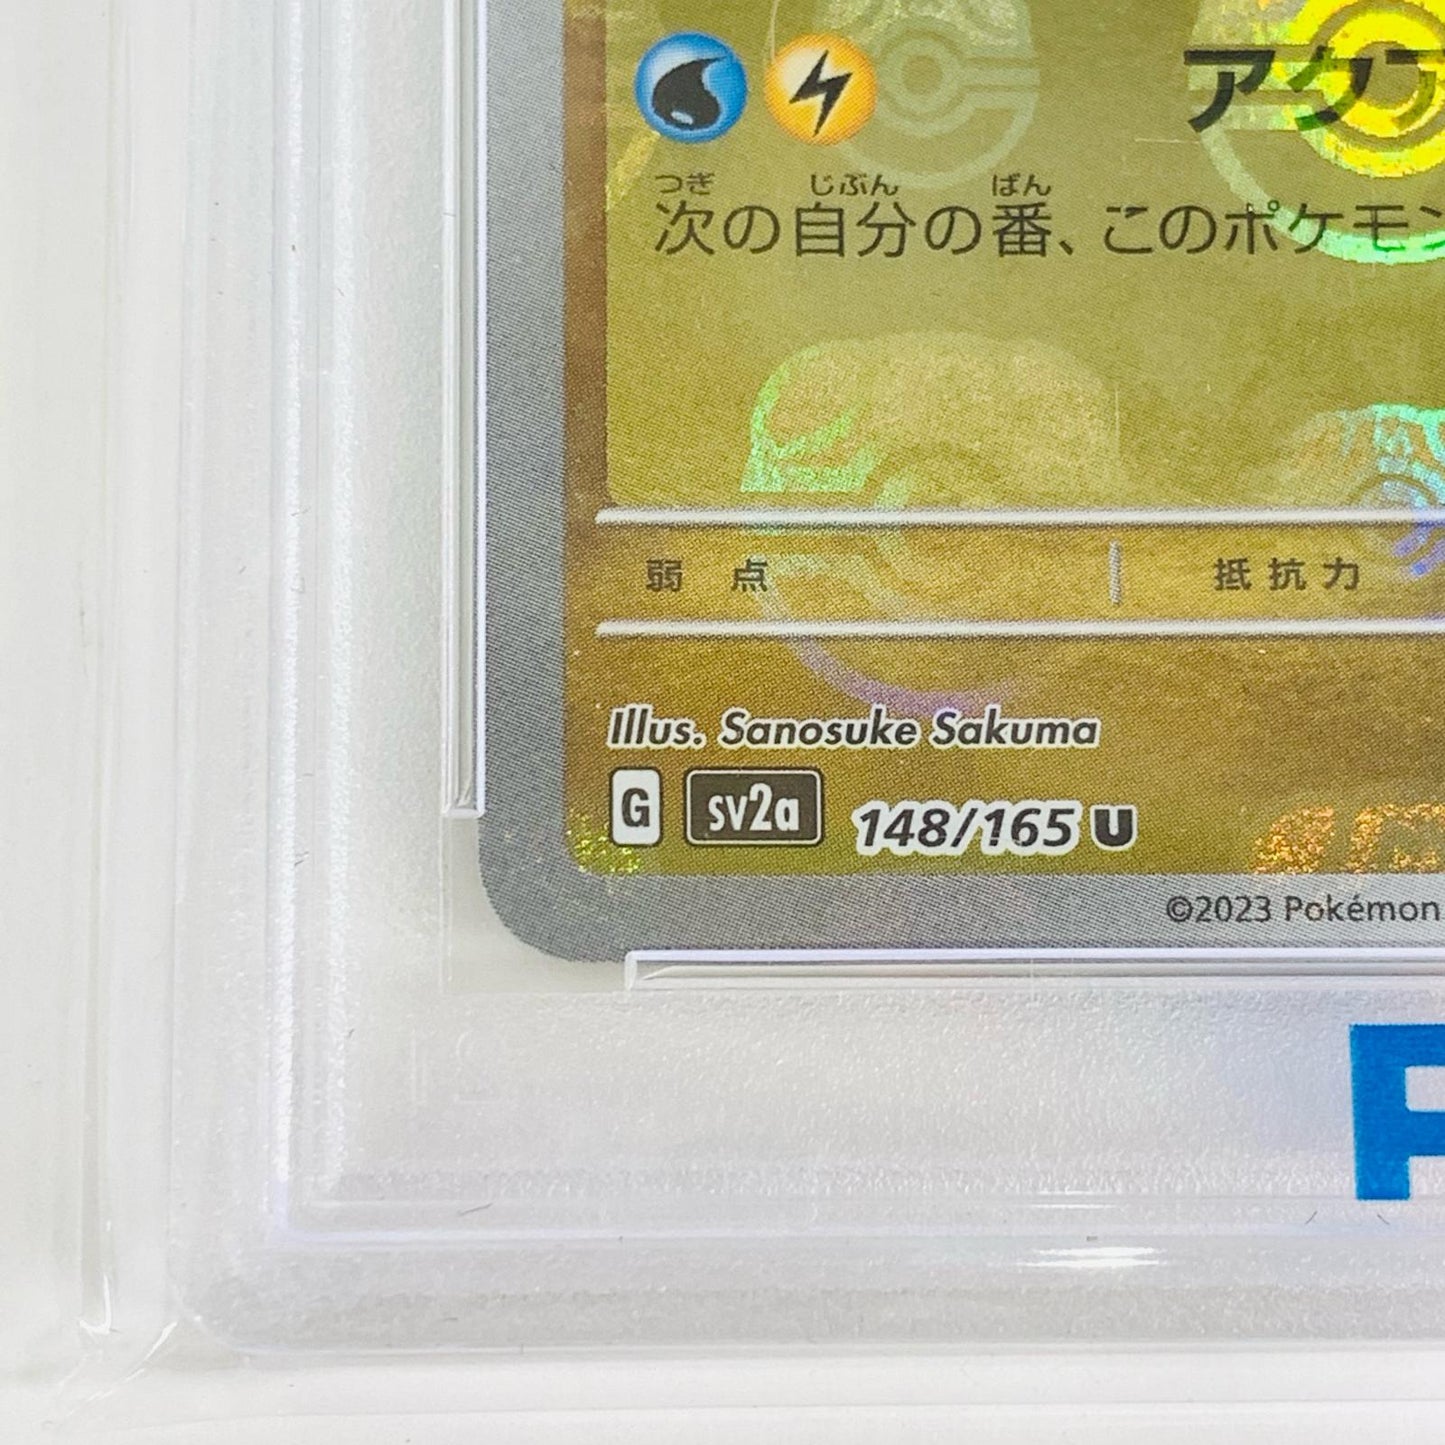 アク
つぎ じぶん ばん
次の自分の番、このポケモン
弱点 抵抗力
Illus. Sanosuke Sakuma
G sv2a 148/165 U
©2023 Pokémon
P